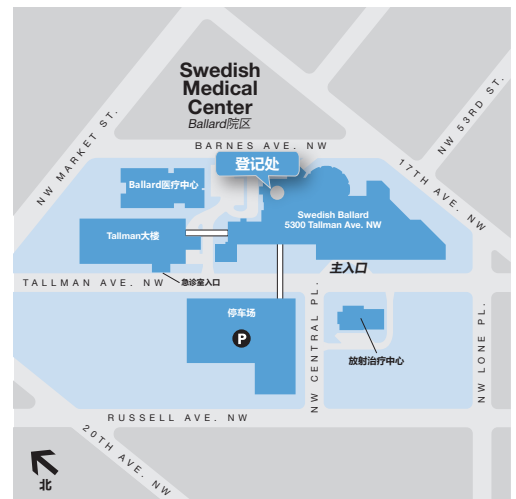 Swedish
Medical
Center
Ballard院区
NW MARKET ST.
BARNES AVE. NW
NW 53RD ST.
17TH AVE. NW
登记处
Ballard医疗中心
Swedish Ballard
5300 Tallman Ave. NW
Tallman大楼
主入口
TALLMAN AVE. NW
急诊室入口
停车场
P
NW CENTRAL PL.
放射治疗中心
NW LONE PL.
RUSSELL AVE. NW
20TH AVE. NW
北